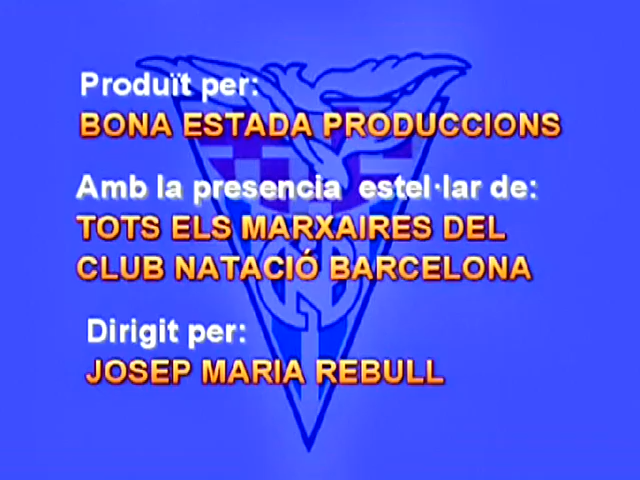 Produït per:
BONA ESTADA PRODUCCIONS
Amb la presencia estel·lar de:
TOTS ELS MARXAIRES DEL
CLUB NATACIÓ BARCELONA
Dirigit per:
JOSEP MARIA REBULL